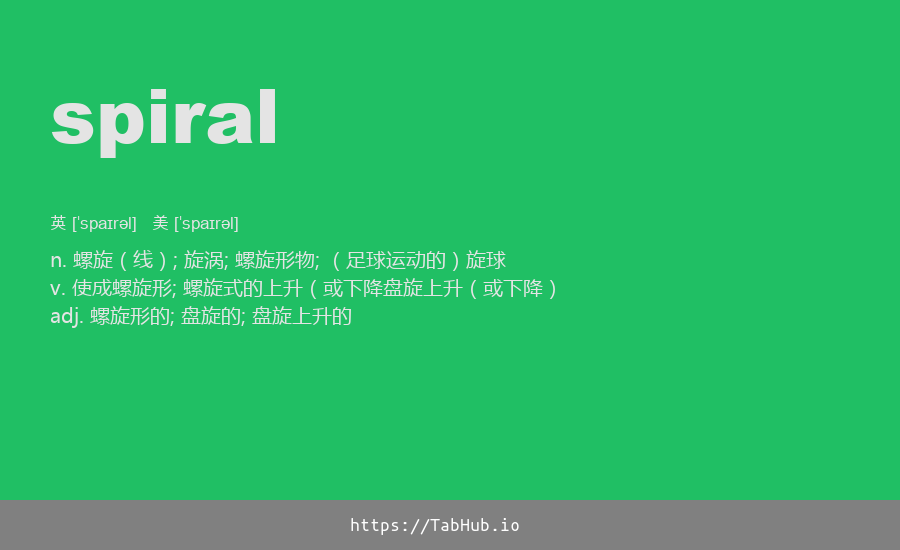 spiral
英 [ˈspaɪrəl] 美 [ˈspaɪrəl]
n. 螺旋（线）; 旋涡; 螺旋形物; （足球运动的）旋球
v. 使成螺旋形; 螺旋式的上升（或下降盘旋上升（或下降）
adj. 螺旋形的; 盘旋的; 盘旋上升的
https://TabHub.io